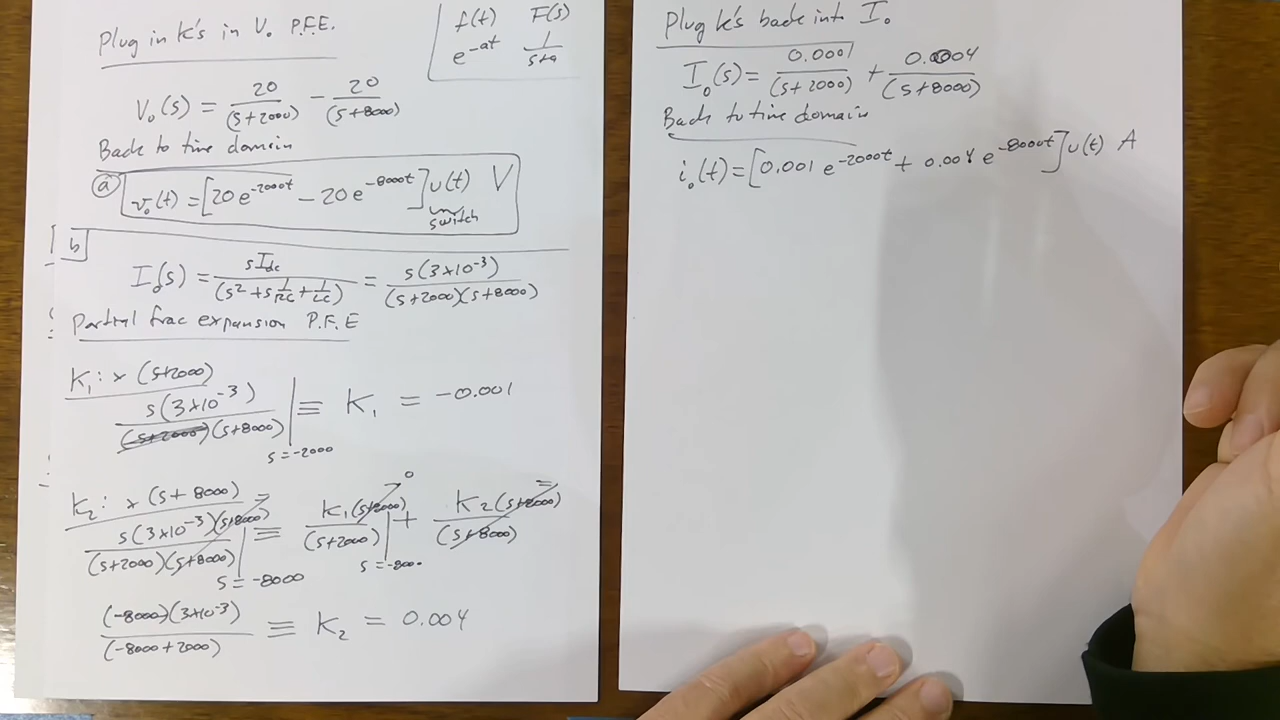 Plug in K's in V₀ P.F.E.
f(t) F(s)
e^-at 1/(s+a)
V₀(s) = 20/(s+2000) - 20/(s+8000)
Back to time domain
ⓐ v₀(t) = [20e^-2000t - 20e^-8000t]u(t) V
switch
b
I₀(s) = sIdc/(s² + s 1/RC + 1/LC) = s(3×10^-3)/((s+2000)(s+8000))
Partial frac expansion P.F.E
K₁: × (s+2000)
s(3×10^-3)/((s+2000)(s+8000)) | s=-2000 ≡ K₁ = -0.001
K₂: × (s+8000)
s(3×10^-3)(s+8000)/((s+2000)(s+8000)) | s=-8000 ≡ K₁(s+8000)/(s+2000) | s=-8000 + K₂(s+8000)/(s+8000)
0
(-8000)(3×10^-3)/(-8000+2000) ≡ K₂ = 0.004
Plug K's back into I₀
I₀(s) = 0.0001/(s+2000) + 0.0004/(s+8000)
Back to time domain
i₀(t) = [0.001 e^-2000t + 0.004 e^-8000t]u(t) A